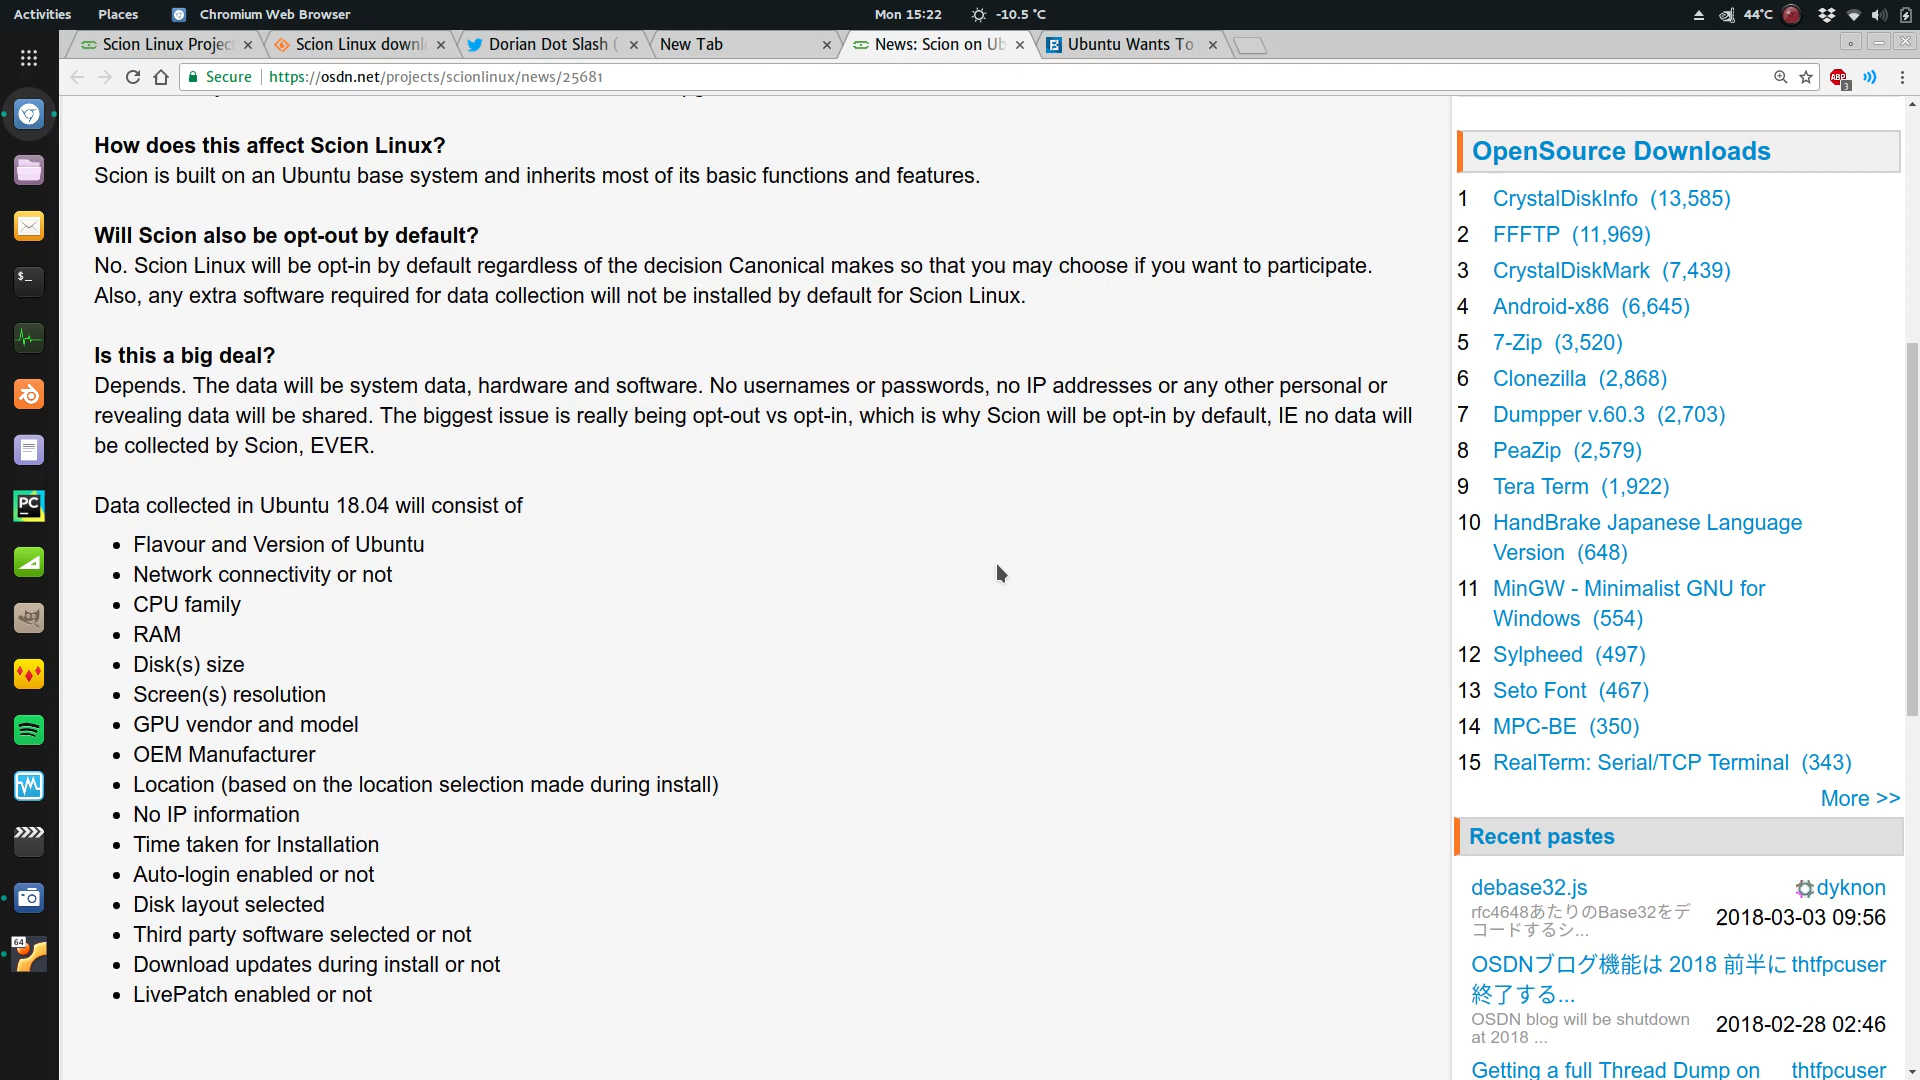 Activities Places Chromium Web Browser Mon 15:22 -10.5 °C 44°C
Scion Linux Projec Scion Linux downl Dorian Dot Slash ( New Tab News: Scion on Ub Ubuntu Wants To
Secure https://osdn.net/projects/scionlinux/news/25681 ABP 3
How does this affect Scion Linux?
Scion is built on an Ubuntu base system and inherits most of its basic functions and features.
Will Scion also be opt-out by default?
No. Scion Linux will be opt-in by default regardless of the decision Canonical makes so that you may choose if you want to participate.
Also, any extra software required for data collection will not be installed by default for Scion Linux.
Is this a big deal?
Depends. The data will be system data, hardware and software. No usernames or passwords, no IP addresses or any other personal or
revealing data will be shared. The biggest issue is really being opt-out vs opt-in, which is why Scion will be opt-in by default, IE no data will
be collected by Scion, EVER.
Data collected in Ubuntu 18.04 will consist of
Flavour and Version of Ubuntu
Network connectivity or not
CPU family
RAM
Disk(s) size
Screen(s) resolution
GPU vendor and model
OEM Manufacturer
Location (based on the location selection made during install)
No IP information
Time taken for Installation
Auto-login enabled or not
Disk layout selected
Third party software selected or not
Download updates during install or not
LivePatch enabled or not
OpenSource Downloads
1 CrystalDiskInfo (13,585)
2 FFFTP (11,969)
3 CrystalDiskMark (7,439)
4 Android-x86 (6,645)
5 7-Zip (3,520)
6 Clonezilla (2,868)
7 Dumpper v.60.3 (2,703)
8 PeaZip (2,579)
9 Tera Term (1,922)
10 HandBrake Japanese Language
Version (648)
11 MinGW - Minimalist GNU for
Windows (554)
12 Sylpheed (497)
13 Seto Font (467)
14 MPC-BE (350)
15 RealTerm: Serial/TCP Terminal (343)
More >>
Recent pastes
debase32.js dyknon
rfc4648あたりのBase32をデ
コードするシ... 2018-03-03 09:56
OSDNブログ機能は 2018 前半に thtfpcuser
終了する...
OSDN blog will be shutdown
at 2018 ... 2018-02-28 02:46
Getting a full Thread Dump on thtfpcuser
PC
64